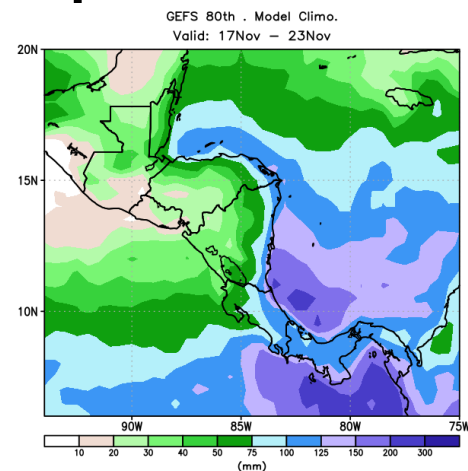 GEFS 80th . Model Climo.
Valid: 17Nov – 23Nov
20N
15N
10N
90W 85W 80W 75W
10 20 30 40 50 75 100 125 150 200 300
(mm)